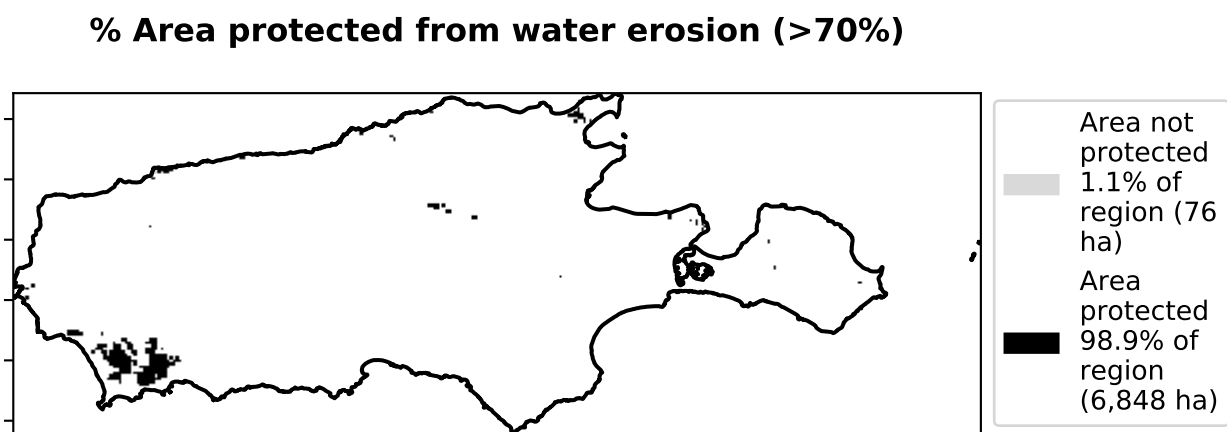 % Area protected from water erosion (>70%)
Area not
protected
1.1% of
region (76
ha)
Area
protected
98.9% of
region
(6,848 ha)